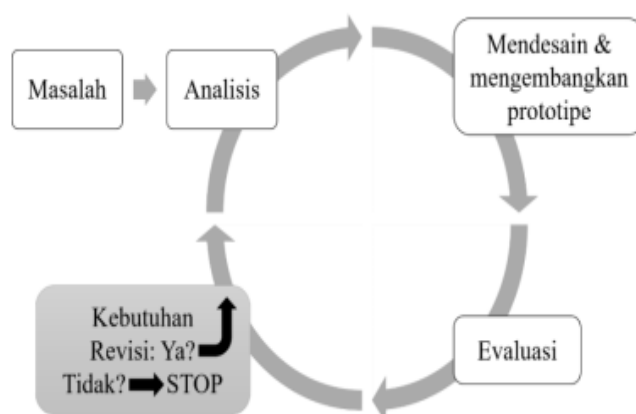 Masalah
Analisis
Mendesain &
mengembangkan
prototipe
Evaluasi
Kebutuhan
Revisi: Ya?
Tidak? STOP